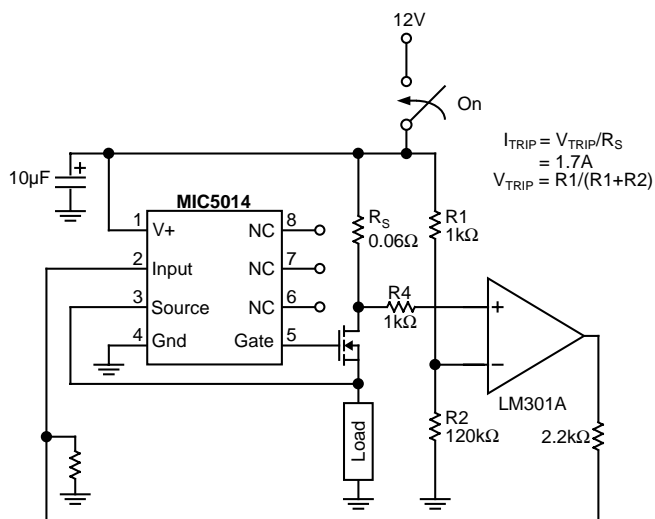 12V
On
I_TRIP = V_TRIP/R_S
= 1.7A
V_TRIP = R1/(R1+R2)
10µF
+
MIC5014
1 V+ NC 8
2 Input NC 7
3 Source NC 6
4 Gnd Gate 5
R_S
0.06Ω
R1
1kΩ
R4
1kΩ
+
−
LM301A
R2
120kΩ
2.2kΩ
Load